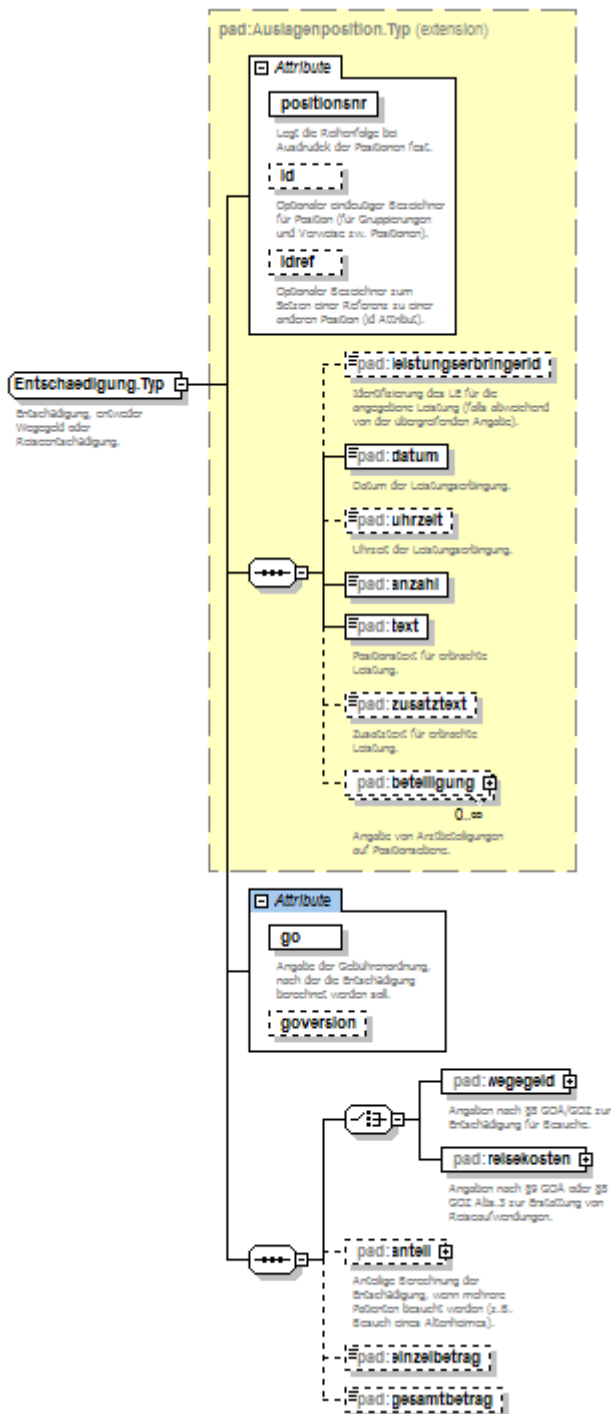 pad:Auslagenposition.Typ (extension)
Attribute
positionsnr
Legt die Reihenfolge bei
Ausdruck der Positionen fest.
id
Optionaler eindeutiger Bezeichner
für Position (für Gruppierungen
und Verweise zw. Positionen).
idref
Optionaler Bezeichner zum
Setzen einer Referenz zu einer
anderen Position (id Attribut).
Entschaedigung.Typ
Entschädigung, entweder
Wegegeld oder
Reiseentschädigung.
pad:leistungserbringerid
Identifizierung des LE für die
angegebene Leistung (falls abweichend
von der übergreifenden Angabe).
pad:datum
Datum der Leistungserbringung.
pad:uhrzeit
Uhrzeit der Leistungserbringung.
pad:anzahl
pad:text
Positionstext für erbrachte
Leistung.
pad:zusatztext
Zusatztext für erbrachte
Leistung.
pad:beteiligung
0..∞
Angabe von Arztbeteiligungen
auf Positionsebene.
Attribute
go
Angabe der Gebührenordnung,
nach der die Entschädigung
berechnet werden soll.
goversion
pad:wegegeld
Angaben nach §8 GOÄ/GOZ zur
Entschädigung für Besuche.
pad:reisekosten
Angaben nach §9 GOÄ oder §8
GOZ Abs.3 zur Erstattung von
Reiseaufwendungen.
pad:anteil
Anteilige Berechnung der
Entschädigung, wenn mehrere
Patienten besucht werden (z.B.
Besuch eines Altenheimes).
pad:einzelbetrag
pad:gesamtbetrag